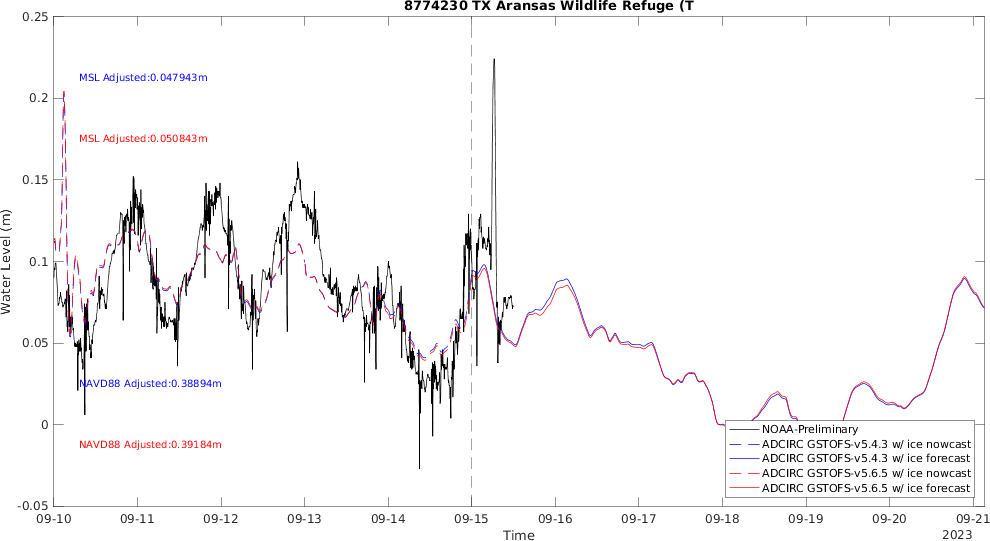 8774230 TX Aransas Wildlife Refuge (T
0.25
0.2
0.15
0.1
0.05
0
-0.05
Water Level (m)
MSL Adjusted:0.047943m
MSL Adjusted:0.050843m
NAVD88 Adjusted:0.38894m
NAVD88 Adjusted:0.39184m
NOAA-Preliminary
ADCIRC GSTOFS-v5.4.3 w/ ice nowcast
ADCIRC GSTOFS-v5.4.3 w/ ice forecast
ADCIRC GSTOFS-v5.6.5 w/ ice nowcast
ADCIRC GSTOFS-v5.6.5 w/ ice forecast
09-10 09-11 09-12 09-13 09-14 09-15 09-16 09-17 09-18 09-19 09-20 09-21
Time
2023